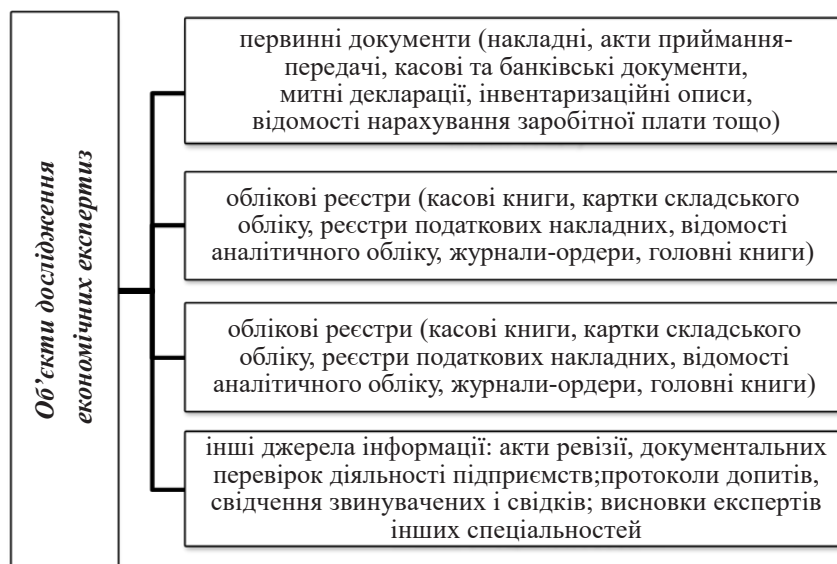 Об’єкти дослідження
економічних експертиз
первинні документи (накладні, акти приймання-
передачі, касові та банківські документи,
митні декларації, інвентаризаційні описи,
відомості нарахування заробітної плати тощо)
облікові реєстри (касові книги, картки складського
обліку, реєстри податкових накладних, відомості
аналітичного обліку, журнали-ордери, головні книги)
облікові реєстри (касові книги, картки складського
обліку, реєстри податкових накладних, відомості
аналітичного обліку, журнали-ордери, головні книги)
інші джерела інформації: акти ревізії, документальних
перевірок діяльності підприємств;протоколи допитів,
свідчення звинувачених і свідків; висновки експертів
інших спеціальностей